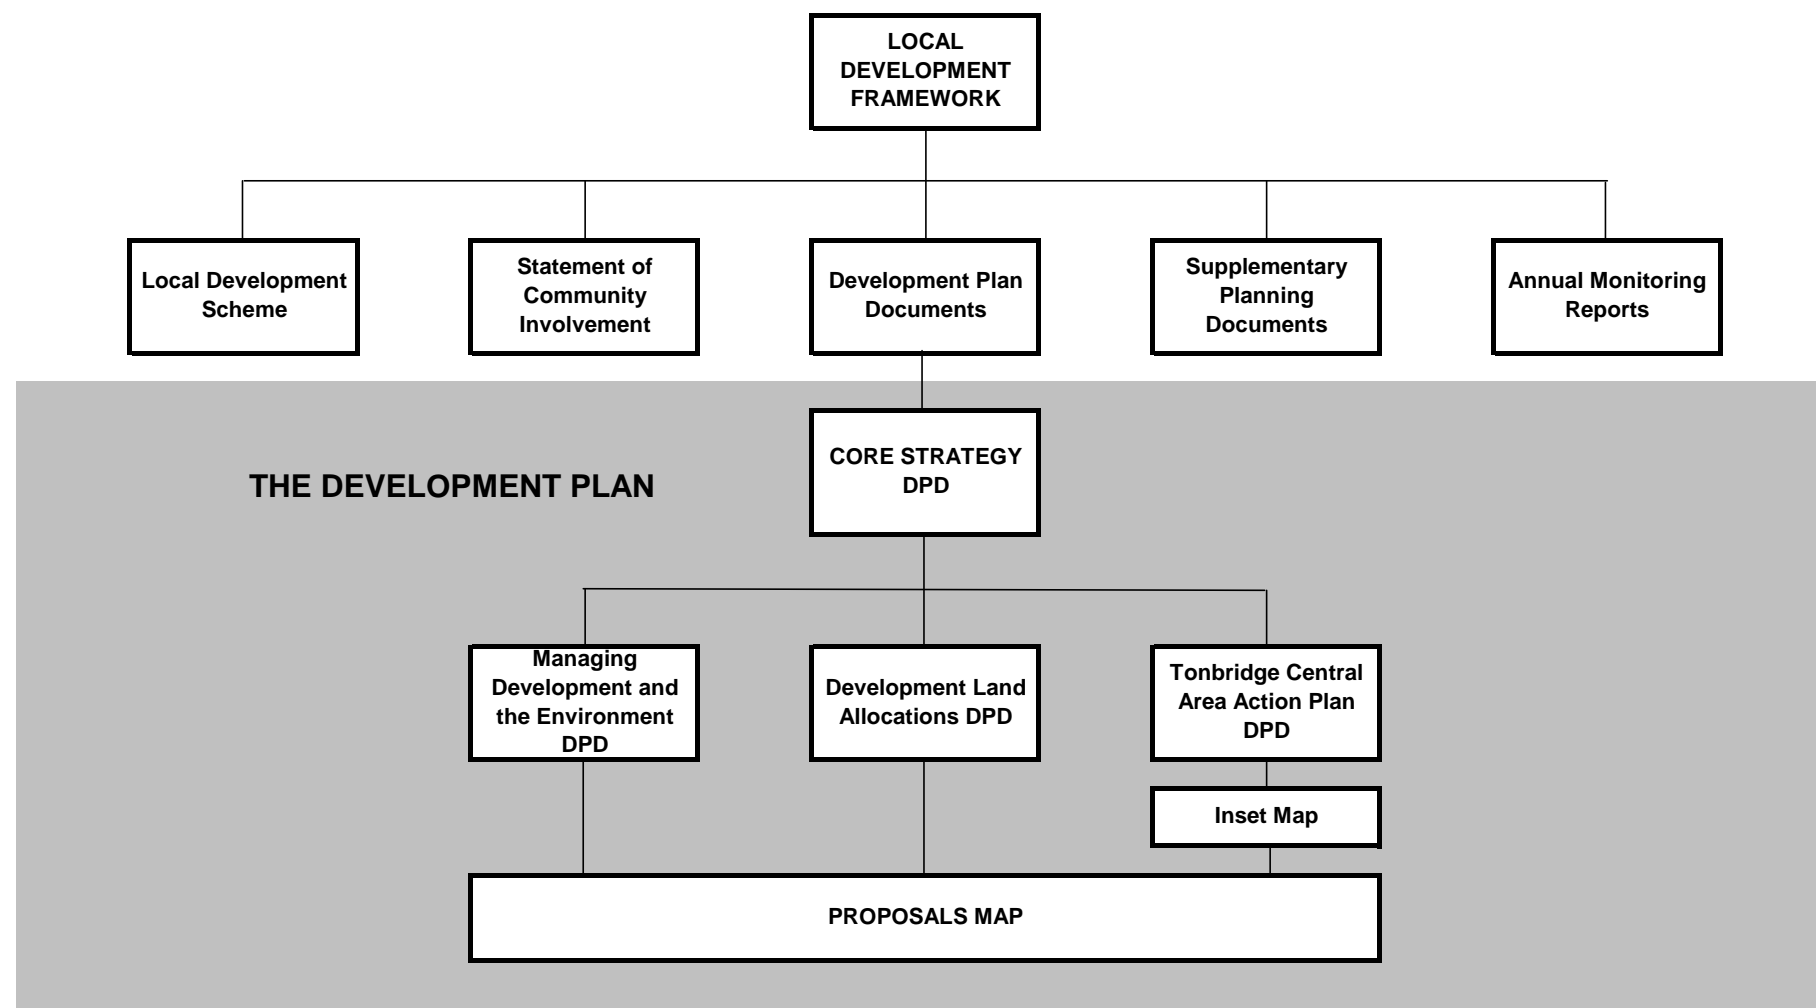 LOCAL
DEVELOPMENT
FRAMEWORK
Local Development
Scheme
Statement of
Community
Involvement
Development Plan
Documents
Supplementary
Planning
Documents
Annual Monitoring
Reports
THE DEVELOPMENT PLAN
CORE STRATEGY
DPD
Managing
Development and
the Environment
DPD
Development Land
Allocations DPD
Tonbridge Central
Area Action Plan
DPD
Inset Map
PROPOSALS MAP